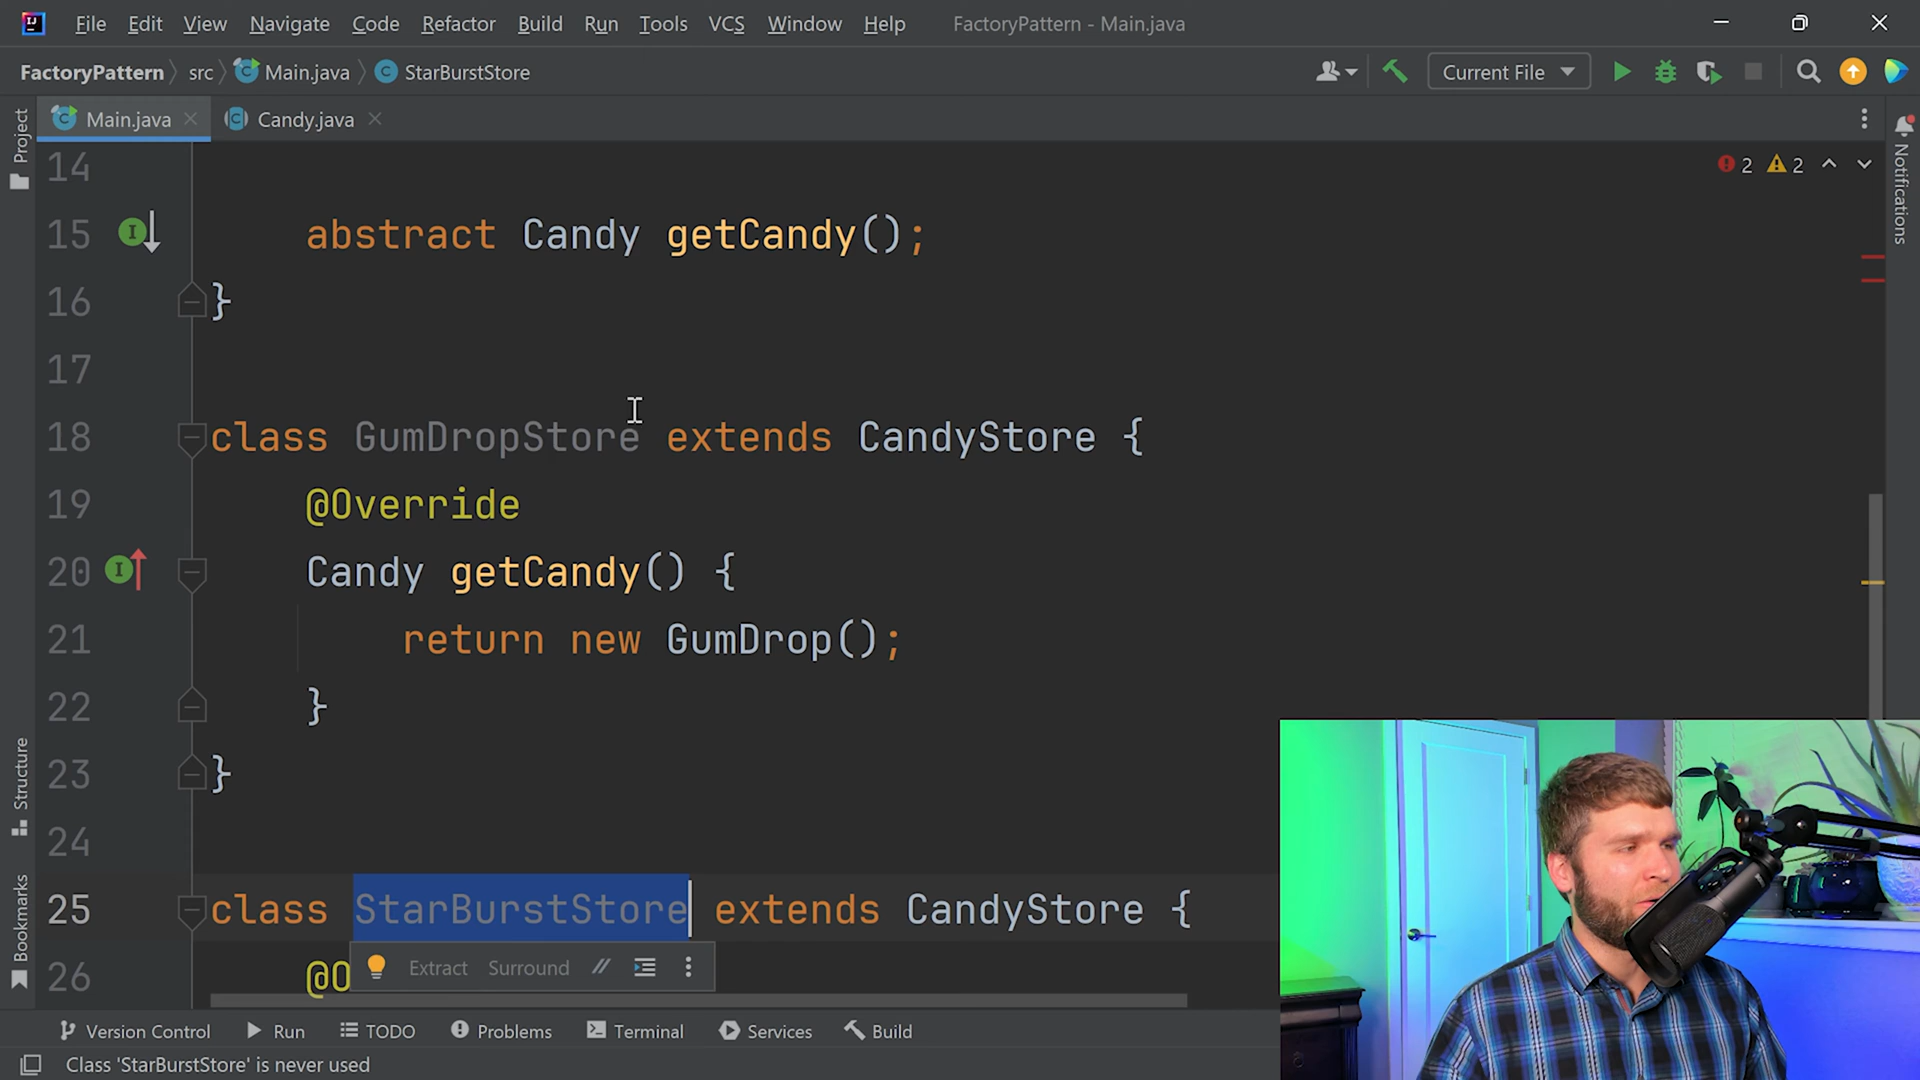 File Edit View Navigate Code Refactor Build Run Tools VCS Window Help FactoryPattern - Main.java
FactoryPattern src Main.java StarBurstStore Current File
Main.java Candy.java
Project
Notifications
Structure
Bookmarks
2 2
14
15 abstract Candy getCandy();
16 }
17
18 class GumDropStore extends CandyStore {
19 @Override
20 Candy getCandy() {
21 return new GumDrop();
22 }
23 }
24
25 class StarBurstStore extends CandyStore {
26 @O
Extract Surround //
Version Control Run TODO Problems Terminal Services Build
Class 'StarBurstStore' is never used